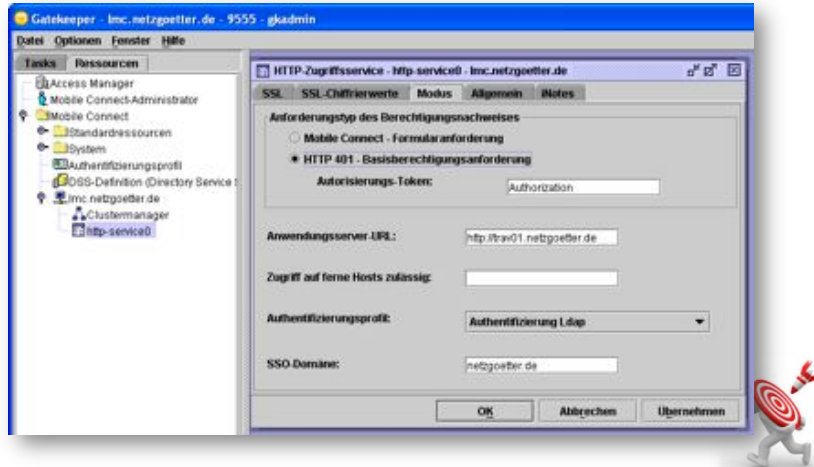 Gatekeeper - lmc.netzgoetter.de - 9555 - gkadmin
Datei Optionen Fenster Hilfe
Tasks Ressourcen
Access Manager
Mobile Connect-Administrator
Mobile Connect
Standardressourcen
System
Authentifizierungsprofil
DSS-Definition (Directory Service
lmc.netzgoetter.de
Clustermanager
http-service0
HTTP-Zugriffsservice - http-service0 - lmc.netzgoetter.de
SSL SSL-Chiffrierwerte Modus Allgemein iNotes
Anforderungstyp des Berechtigungsnachweises
Mobile Connect - Formularanforderung
HTTP 401 - Basisberechtigungsanforderung
Autorisierungs-Token: Authorization
Anwendungsserver-URL: http://trav01.netzgoetter.de
Zugriff auf ferne Hosts zulässig:
Authentifizierungsprofil: Authentifizierung Ldap
SSO-Domäne: netzgoetter.de
OK Abbrechen Übernehmen